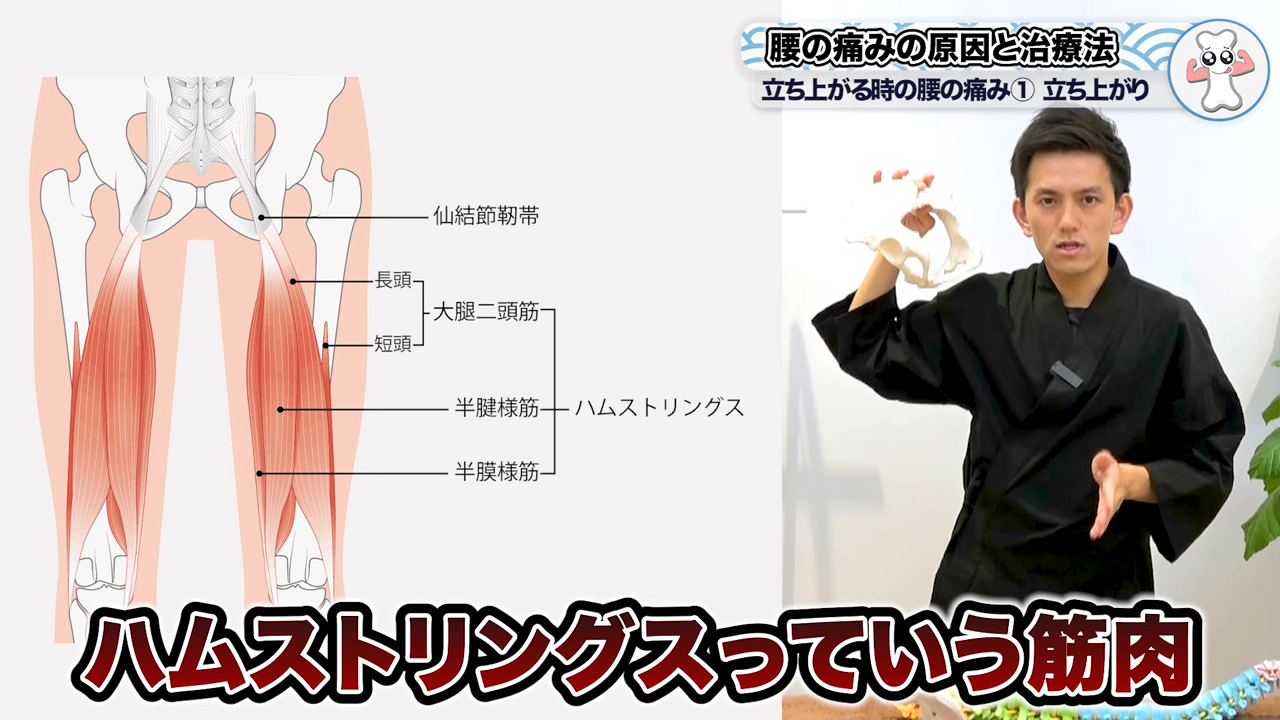 腰の痛みの原因と治療法
立ち上がる時の腰の痛み① 立ち上がり
仙結節靭帯
長頭
大腿二頭筋
短頭
半腱様筋
ハムストリングス
半膜様筋
ハムストリングスっていう筋肉